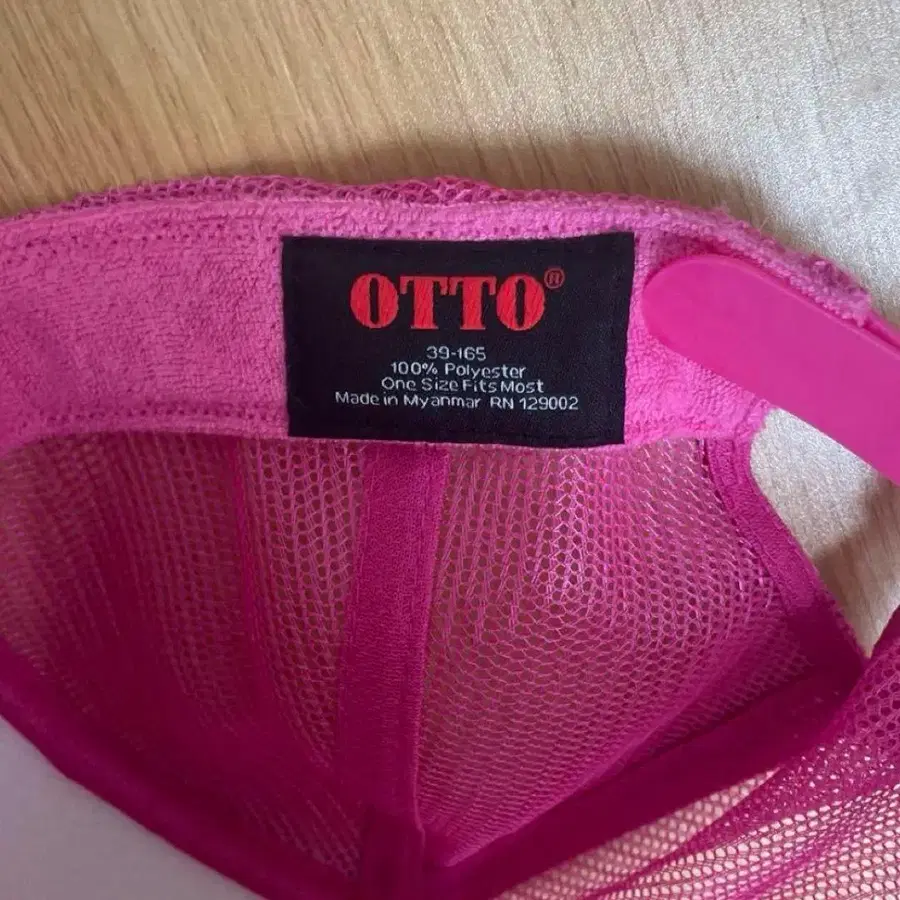 OTTO®
39-165
100% Polyester
One Size Fits Most
Made in Myanmar RN 129002